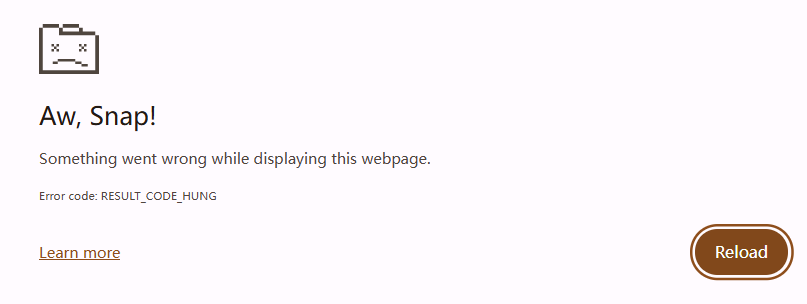 Aw, Snap!
Something went wrong while displaying this webpage.
Error code: RESULT_CODE_HUNG
Learn more
Reload